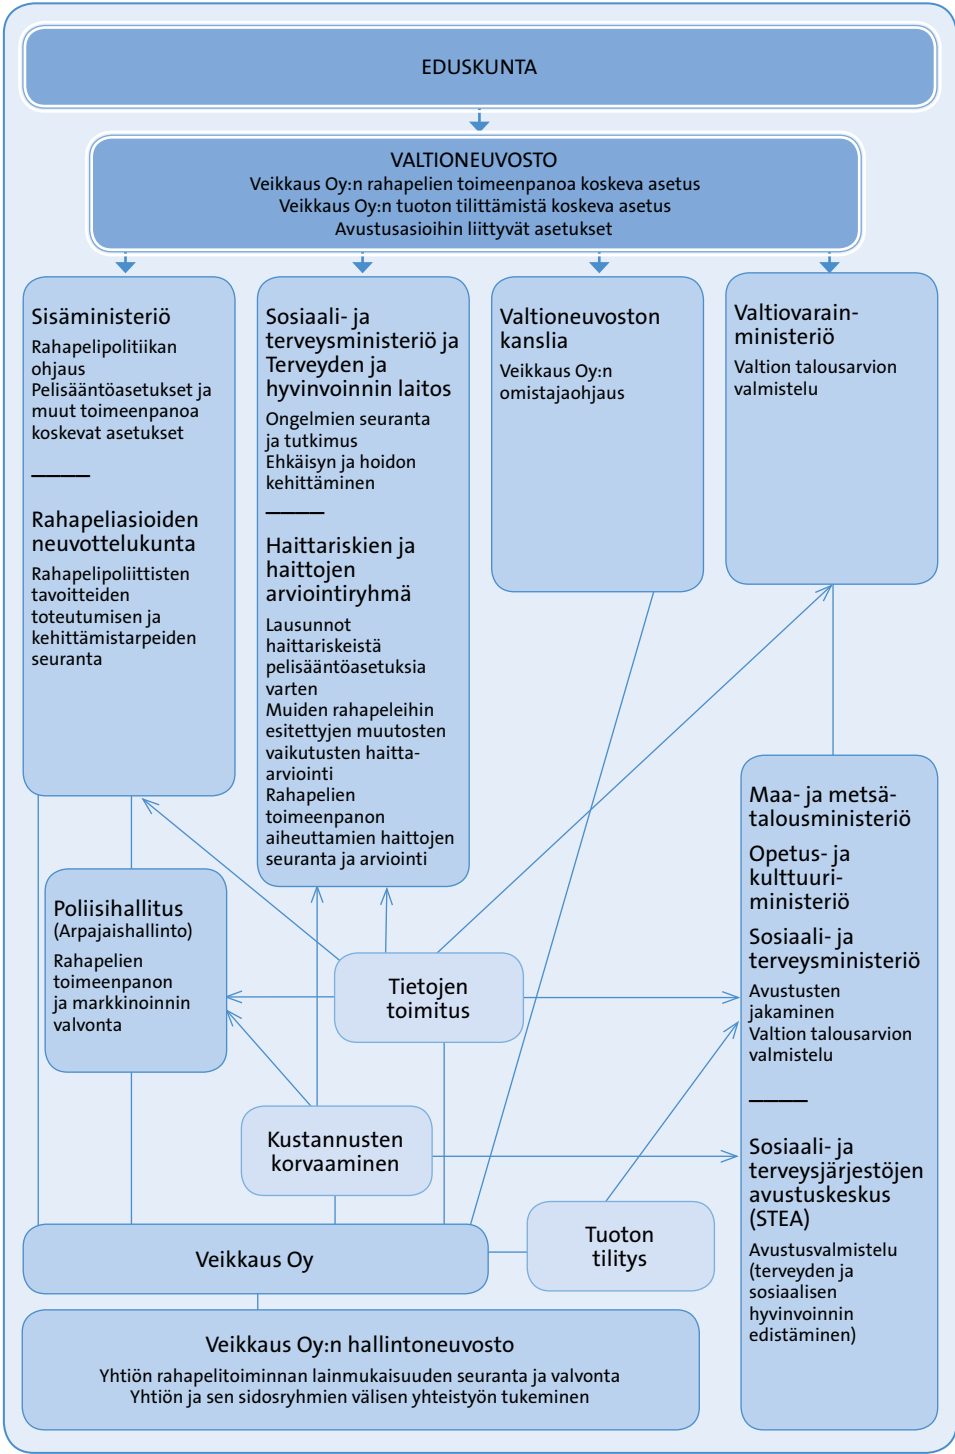 EDUSKUNTA
VALTIONEUVOSTO
Veikkaus Oy:n rahapelien toimeenpanoa koskeva asetus
Veikkaus Oy:n tuoton tilittämistä koskeva asetus
Avustusasioihin liittyvät asetukset
Sisäministeriö
Rahapelipolitiikan
ohjaus
Pelisääntöasetukset ja
muut toimeenpanoa
koskevat asetukset
————
Rahapeliasioiden
neuvottelukunta
Rahapelipoliittisten
tavoitteiden
toteutumisen ja
kehittämistarpeiden
seuranta
Sosiaali- ja
terveysministeriö ja
Terveyden ja
hyvinvoinnin laitos
Ongelmien seuranta
ja tutkimus
Ehkäisyn ja hoidon
kehittäminen
————
Haittariskien ja
haittojen
arviointiryhmä
Lausunnot
haittariskeistä
pelisääntöasetuksia
varten
Muiden rahapeleihin
esitettyjen muutosten
vaikutusten haitta-
arviointi
Rahapelien
toimeenpanon
aiheuttamien haittojen
seuranta ja arviointi
Valtioneuvoston
kanslia
Veikkaus Oy:n
omistajaohjaus
Valtiovarain-
ministeriö
Valtion talousarvion
valmistelu
Poliisihallitus
(Arpajaishallinto)
Rahapelien
toimeenpanon
ja markkinoinnin
valvonta
Tietojen
toimitus
Kustannusten
korvaaminen
Tuoton
tilitys
Maa- ja metsä-
talousministeriö
Opetus- ja
kulttuuri-
ministeriö
Sosiaali- ja
terveysministeriö
Avustusten
jakaminen
Valtion talousarvion
valmistelu
————
Sosiaali- ja
terveysjärjestöjen
avustuskeskus
(STEA)
Avustusvalmistelu
(terveyden ja
sosiaalisen
hyvinvoinnin
edistäminen)
Veikkaus Oy
Veikkaus Oy:n hallintoneuvosto
Yhtiön rahapelitoiminnan lainmukaisuuden seuranta ja valvonta
Yhtiön ja sen sidosryhmien välisen yhteistyön tukeminen